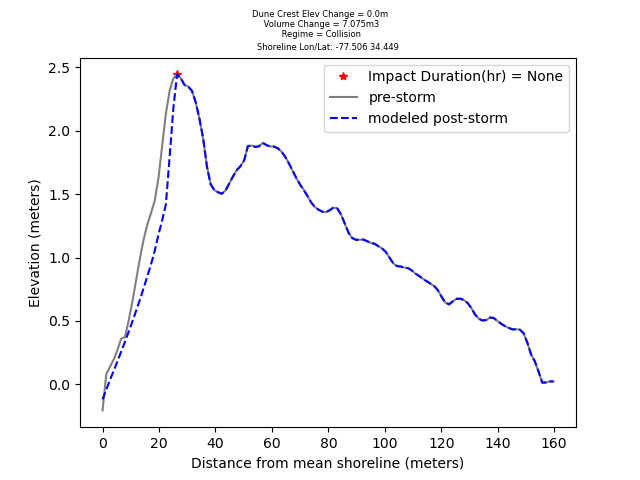 Dune Crest Elev Change = 0.0m
Volume Change = 7.075m3
Regime = Collision
Shoreline Lon/Lat: -77.506 34.449
Impact Duration(hr) = None
pre-storm
modeled post-storm
Elevation (meters)
2.5
2.0
1.5
1.0
0.5
0.0
0 20 40 60 80 100 120 140 160
Distance from mean shoreline (meters)